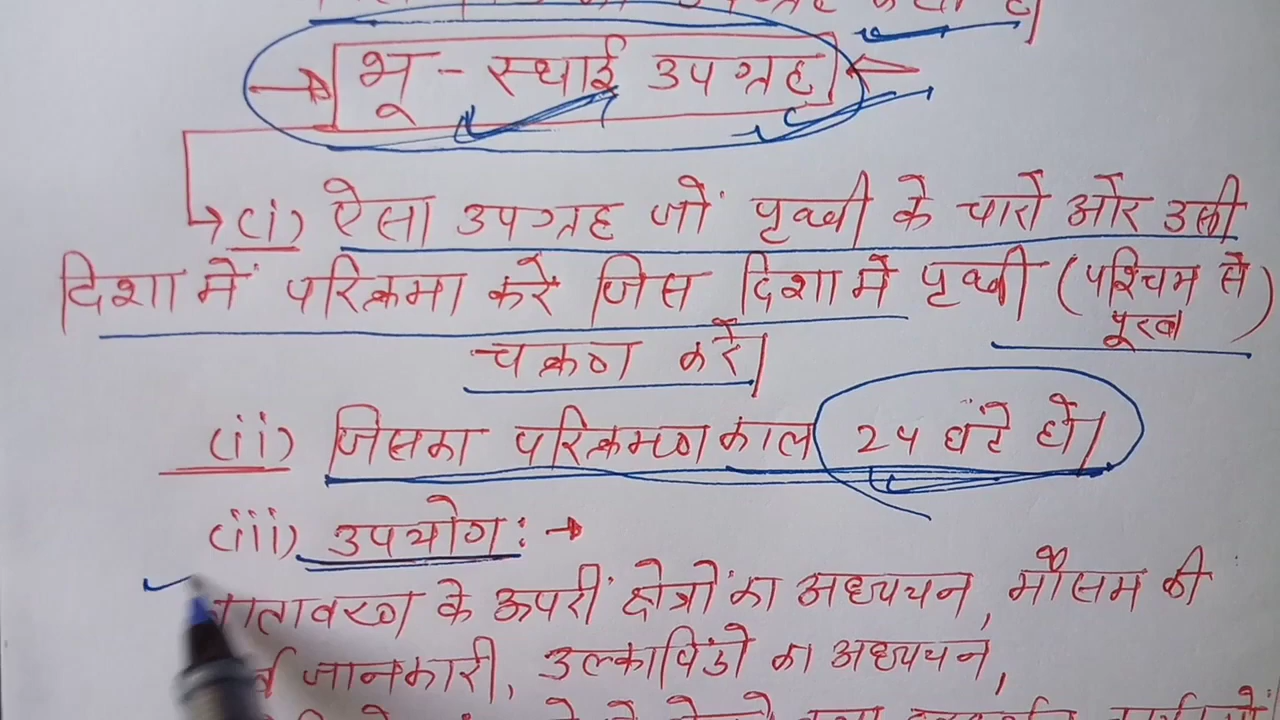 भू - स्थाई उपग्रह
(i) ऐसा उपग्रह जों पृथ्वी के चारो ओर उसी
दिशा में परिक्रमा करे जिस दिशा मे पृथ्वी (पश्चिम से
पूरब)
चक्रण करें।
(ii) जिसका परिक्रमण काल 24 घंटे हो।
(iii) उपयोग :→
वातावरण के ऊपरीं क्षेत्रों का अध्ययन, मौसम की
जानकारी, उल्कापिंडो का अध्ययन,